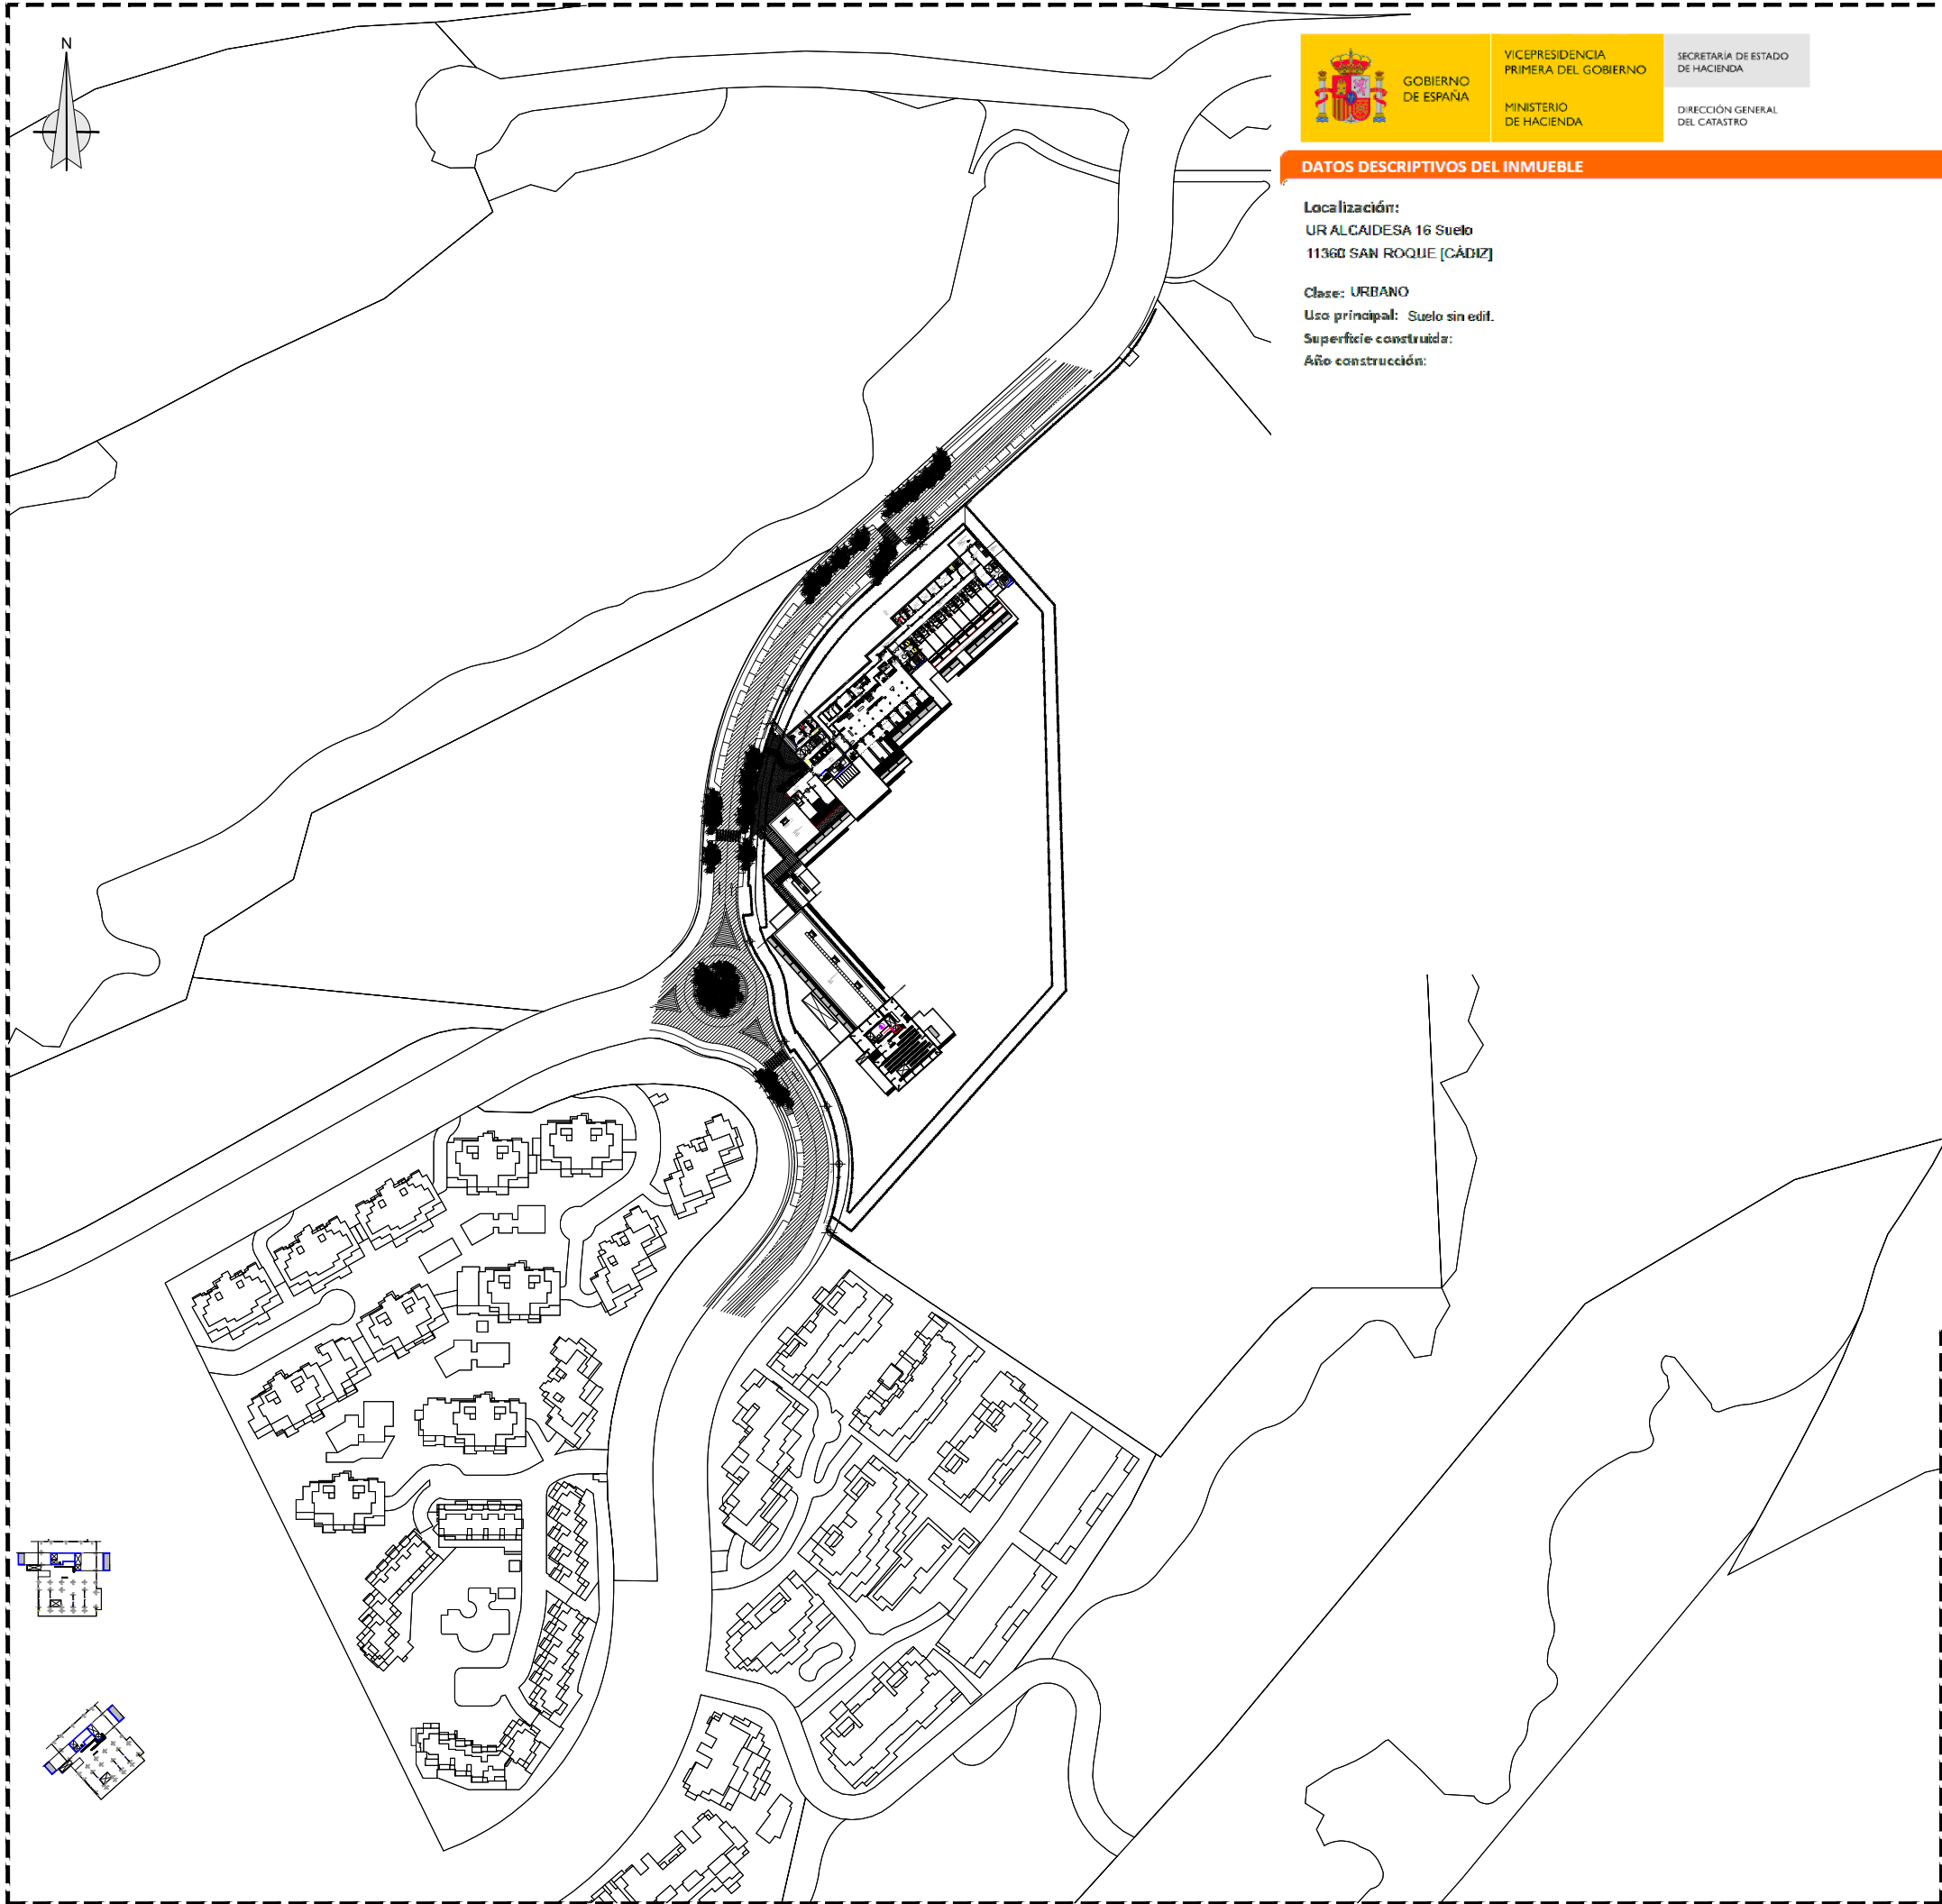 N
GOBIERNO
DE ESPAÑA
VICEPRESIDENCIA
PRIMERA DEL GOBIERNO
MINISTERIO
DE HACIENDA
SECRETARÍA DE ESTADO
DE HACIENDA
DIRECCIÓN GENERAL
DEL CATASTRO
DATOS DESCRIPTIVOS DEL INMUEBLE
Localización:
UR ALCAIDESA 16 Suelo
11360 SAN ROQUE [CÁDIZ]
Clase: URBANO
Uso principal: Suelo sin edif.
Superficie construida:
Año construcción: